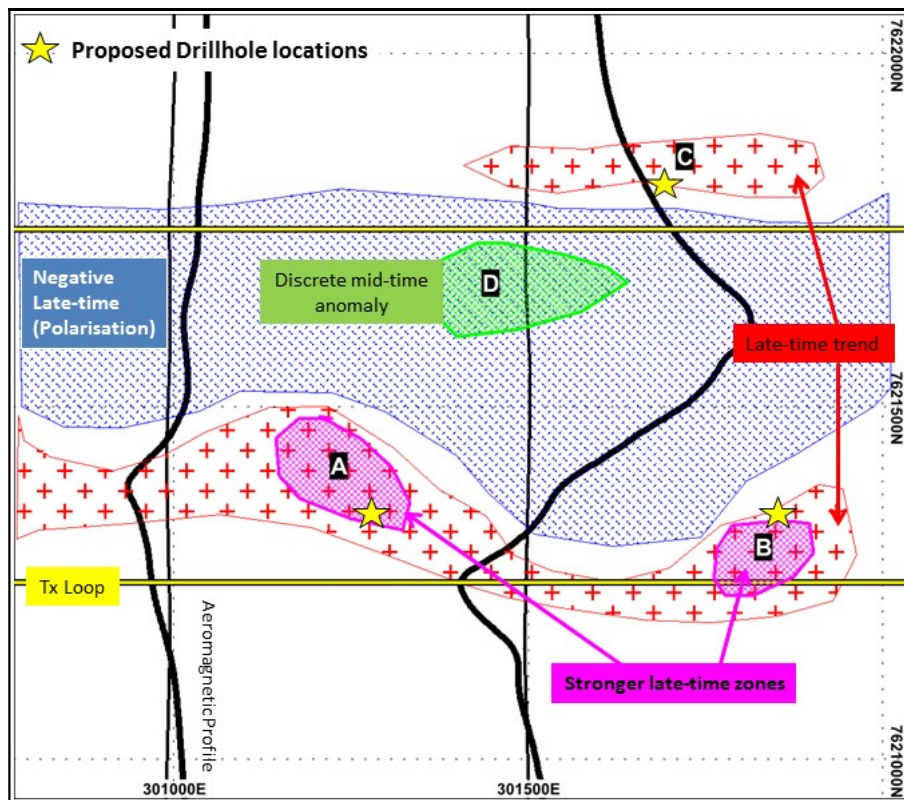 Proposed Drillhole locations
7622000N
C
Negative
Late-time
(Polarisation)
Discrete mid-time
anomaly
D
Late-time trend
7621500N
A
B
Tx Loop
Aeromagnetic Profile
Stronger late-time zones
7621000N
301000E
301500E